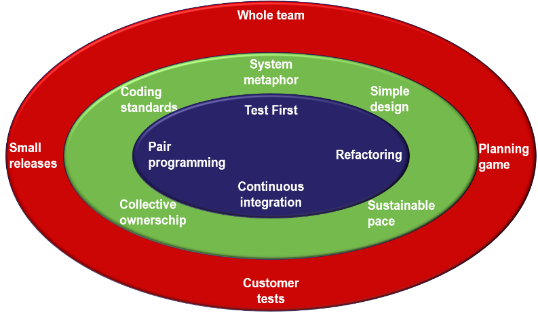 Whole team
System
metaphor
Coding
standards
Simple
design
Test First
Small
releases
Pair
programming
Refactoring
Planning
game
Continuous
integration
Collective
ownerschip
Sustainable
pace
Customer
tests